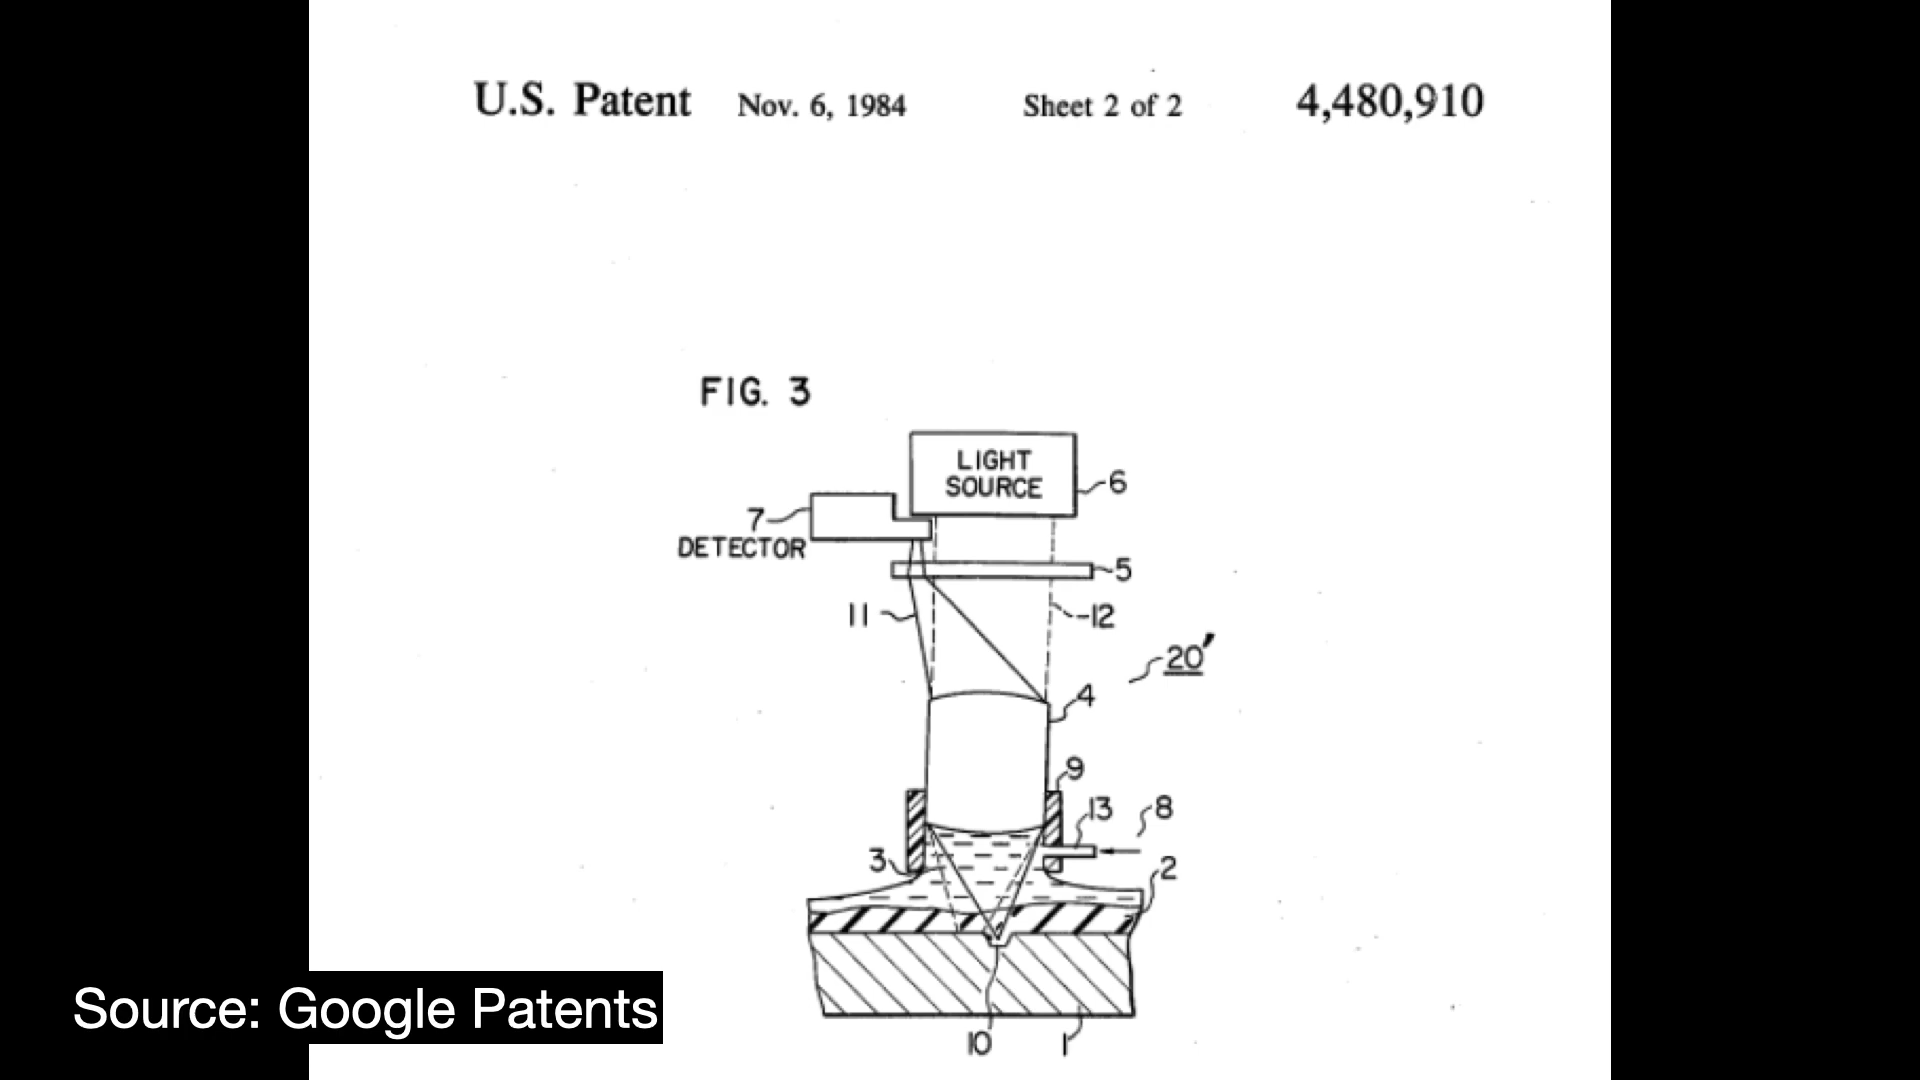 U.S. Patent Nov. 6, 1984 Sheet 2 of 2 4,480,910
FIG. 3
LIGHT
SOURCE
6
7
DETECTOR
5
11
12
20'
4
9
13
8
3
2
10
1
Source: Google Patents